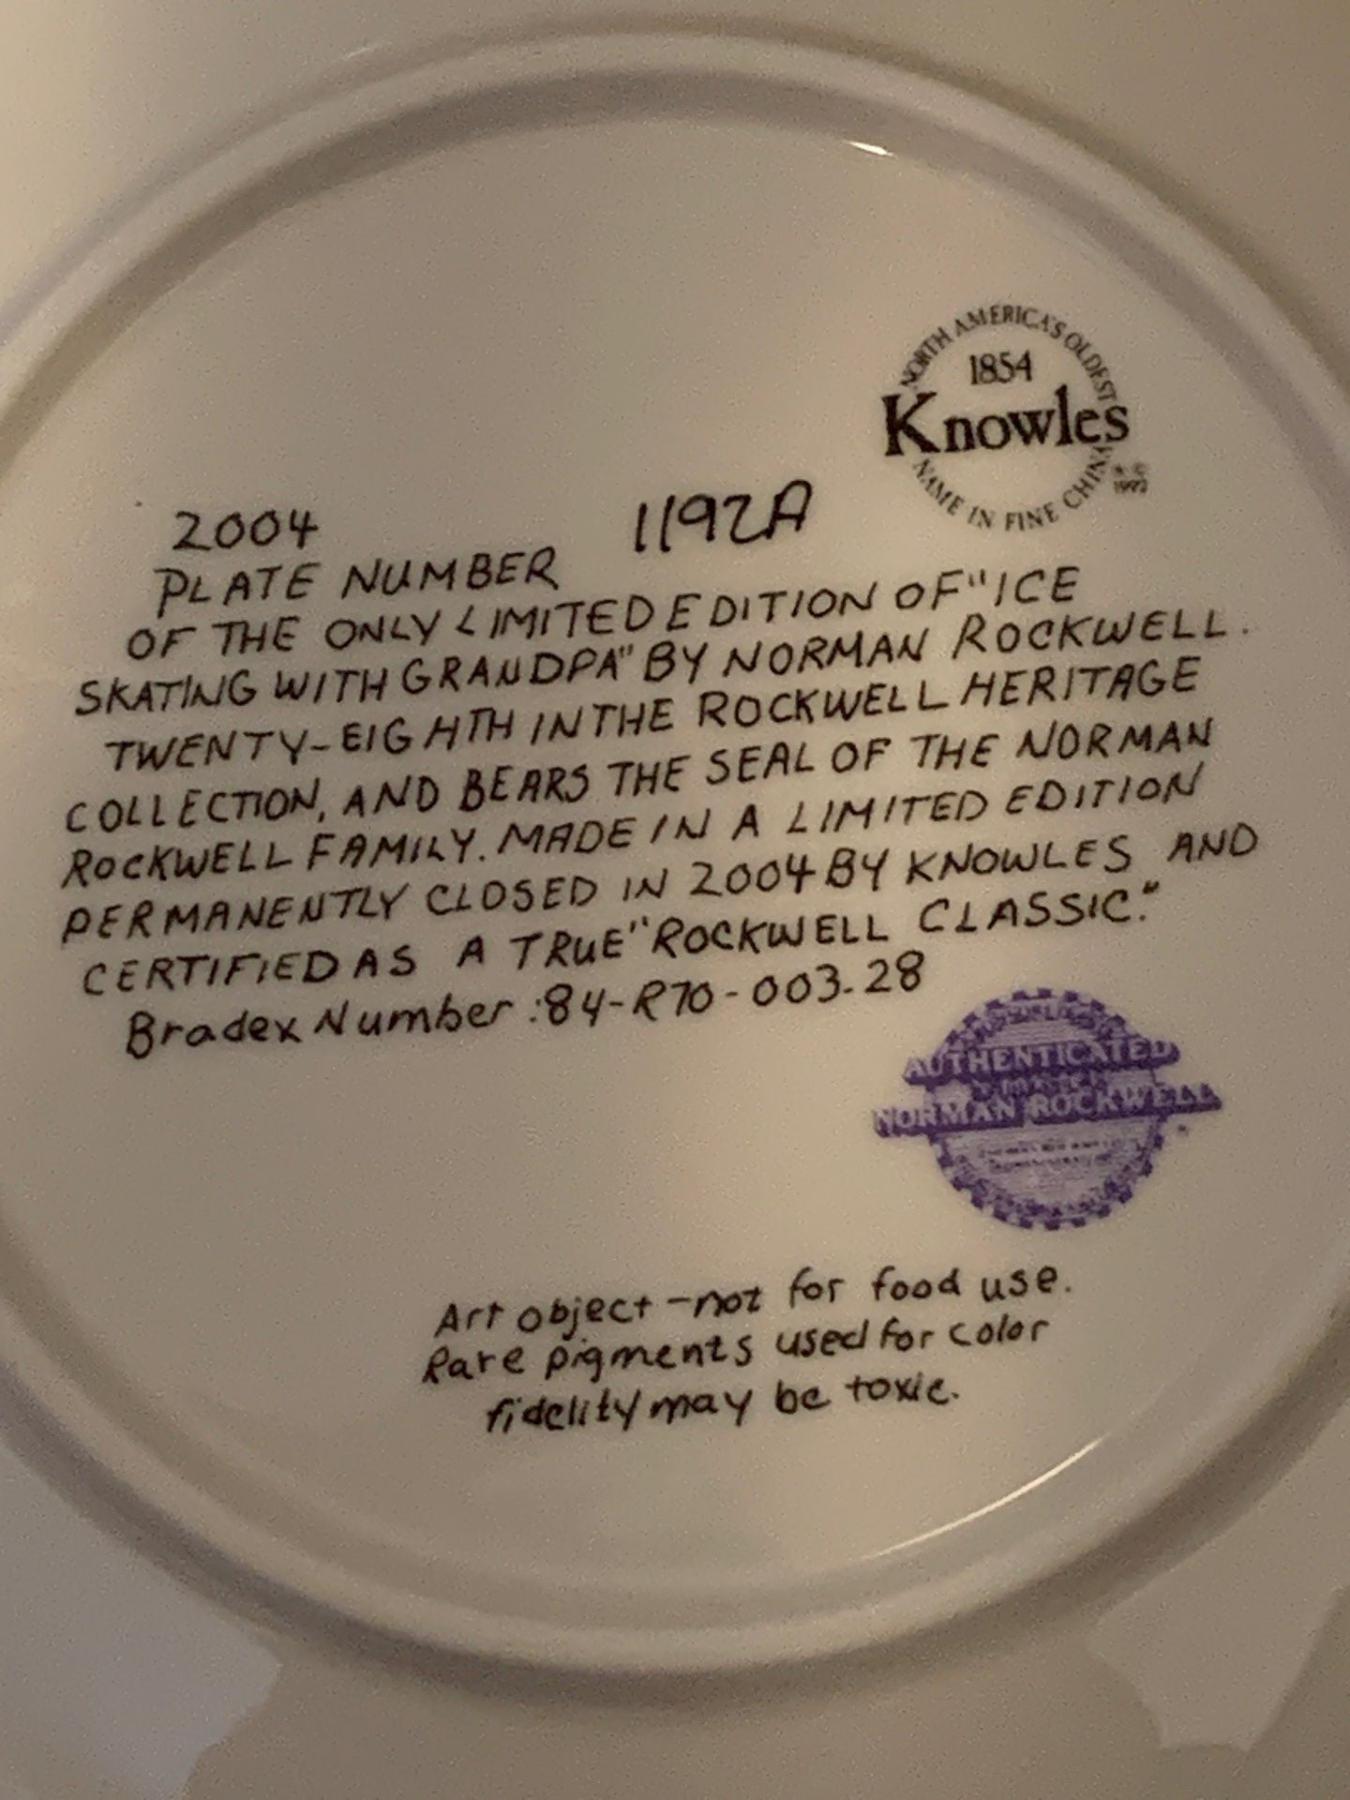 NORTH AMERICA'S OLDEST
1854
Knowles
NAME IN FINE CHINA
2004
1192A
PLATE NUMBER
OF THE ONLY LIMITED EDITION OF "ICE
SKATING WITH GRANDPA" BY NORMAN ROCKWELL.
TWENTY-EIGHTH IN THE ROCKWELL HERITAGE
COLLECTION, AND BEARS THE SEAL OF THE NORMAN
ROCKWELL FAMILY. MADE IN A LIMITED EDITION
PERMANENTLY CLOSED IN 2004 BY KNOWLES AND
CERTIFIED AS A TRUE "ROCKWELL CLASSIC."
Bradex Number: 84-R70-003.28
AUTHENTICATED
NORMAN ROCKWELL
Art object - not for food use.
Rare pigments used for color
fidelity may be toxic.